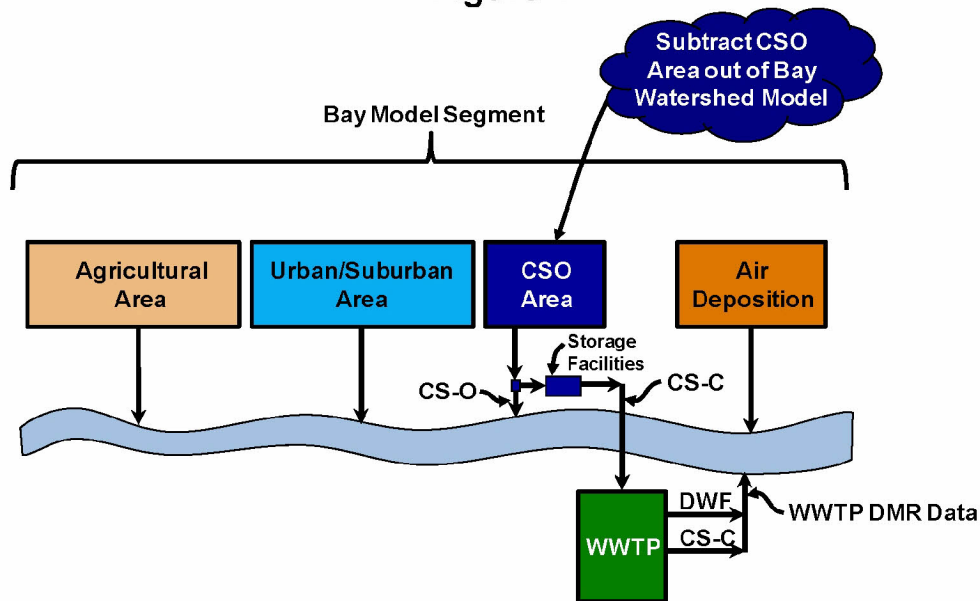 Subtract CSO
Area out of Bay
Watershed Model
Bay Model Segment
Agricultural
Area
Urban/Suburban
Area
CSO
Area
Air
Deposition
Storage
Facilities
CS-O
CS-C
DWF
WWTP DMR Data
WWTP
CS-C